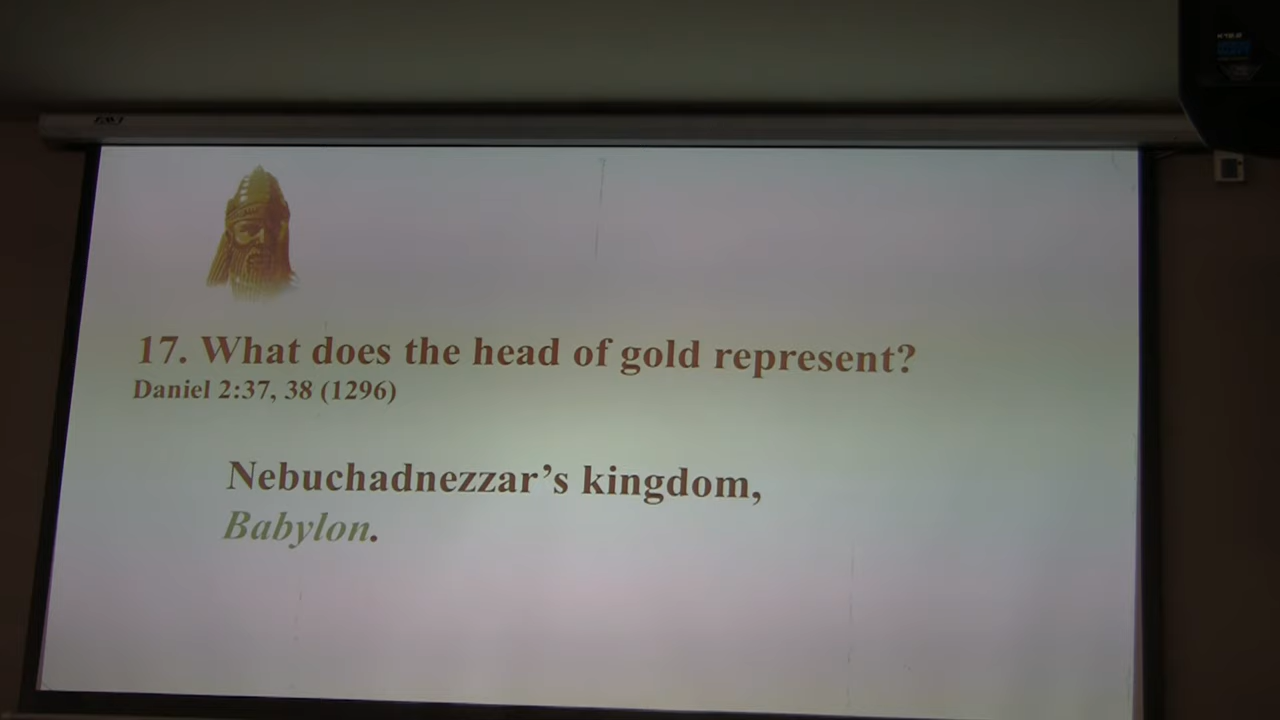 17. What does the head of gold represent?
Daniel 2:37, 38 (1296)
Nebuchadnezzar’s kingdom,
Babylon.